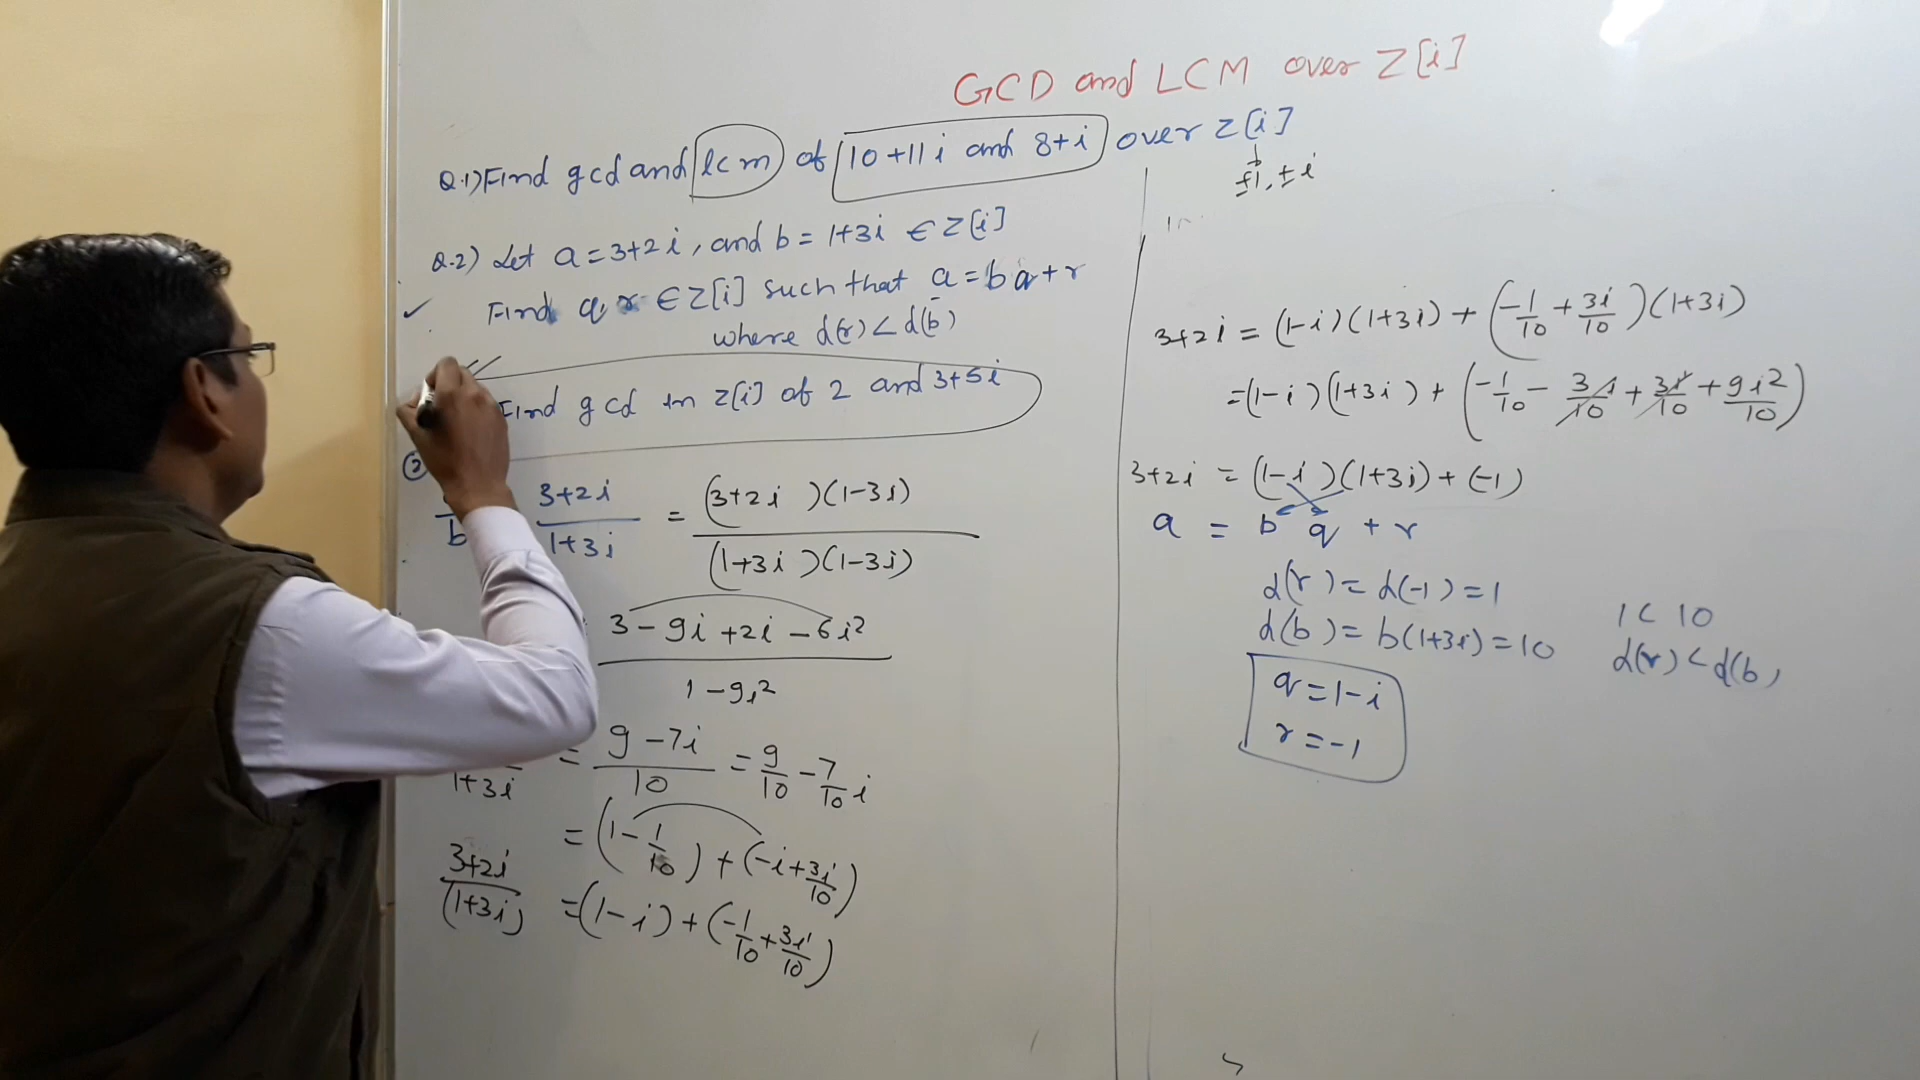 GCD and LCM over Z[i]
Q.1) Find gcd and lcm of 10+11i and 8+i over Z[i]
±1, ±i
Q.2) Let a=3+2i, and b=1+3i ∈ Z[i]
Find q, r ∈ Z[i] such that a=bq+r
where d(r)<d(b)
Find gcd in Z[i] of 2 and 3+5i
②
b
3+2i/1+3i = (3+2i)(1-3i)/(1+3i)(1-3i)
3-9i+2i-6i²/1-9i²
1+3i = 9-7i/10 = 9/10 - 7/10 i
= (1-1/10)+(-i+3i/10)
3+2i/(1+3i) = (1-i)+(-1/10+3i/10)
3+2i = (1-i)(1+3i)+(-1/10+3i/10)(1+3i)
=(1-i)(1+3i)+(-1/10-3i/10+3i/10+9i²/10)
3+2i = (1-i)(1+3i)+(-1)
a = b q + r
d(r)=d(-1)=1
d(b)=b(1+3i)=10
1<10
d(r)<d(b)
q=1-i
r=-1